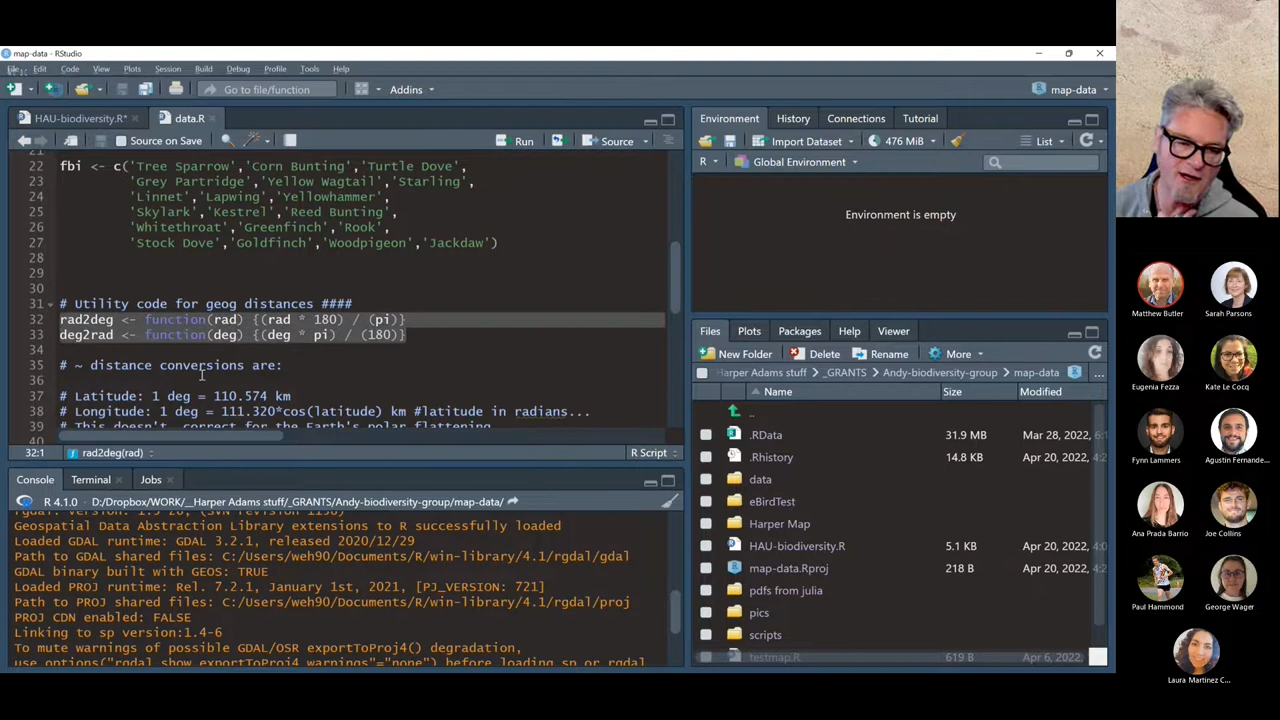 map-data - RStudio
File Edit Code View Plots Session Build Debug Profile Tools Help
Go to file/function
Addins
map-data
HAU-biodiversity.R*
data.R
Source on Save
Run
Source
21
22 fbi <- c('Tree Sparrow','Corn Bunting','Turtle Dove',
23 'Grey Partridge','Yellow Wagtail','Starling',
24 'Linnet','Lapwing','Yellowhammer',
25 'Skylark','Kestrel','Reed Bunting',
26 'Whitethroat','Greenfinch','Rook',
27 'Stock Dove','Goldfinch','Woodpigeon','Jackdaw')
28
29
30
31 # Utility code for geog distances ####
32 rad2deg <- function(rad) {(rad * 180) / (pi)}
33 deg2rad <- function(deg) {(deg * pi) / (180)}
34
35 # ~ distance conversions are:
36
37 # Latitude: 1 deg = 110.574 km
38 # Longitude: 1 deg = 111.320*cos(latitude) km #latitude in radians...
39 # This doesn't correct for the Earth's polar flattening
40
32:1 rad2deg(rad)
R Script
Console Terminal Jobs
R 4.1.0 · D:/Dropbox/WORK/__Harper Adams stuff/_GRANTS/Andy-biodiversity-group/map-data/
Geospatial Data Abstraction Library extensions to R successfully loaded
Loaded GDAL runtime: GDAL 3.2.1, released 2020/12/29
Path to GDAL shared files: C:/Users/weh90/Documents/R/win-library/4.1/rgdal/gdal
GDAL binary built with GEOS: TRUE
Loaded PROJ runtime: Rel. 7.2.1, January 1st, 2021, [PJ_VERSION: 721]
Path to PROJ shared files: C:/Users/weh90/Documents/R/win-library/4.1/rgdal/proj
PROJ CDN enabled: FALSE
Linking to sp version:1.4-6
To mute warnings of possible GDAL/OSR exportToProj4() degradation,
use options("rgdal_show_exportToProj4_warnings"="none") before loading sp or rgdal
Environment History Connections Tutorial
Import Dataset
476 MiB
List
R
Global Environment
Environment is empty
Files Plots Packages Help Viewer
New Folder Delete Rename More
Harper Adams stuff _GRANTS Andy-biodiversity-group map-data ...
Name Size Modified
..
.RData 31.9 MB Mar 28, 2022, 6:1
.Rhistory 14.8 KB Apr 20, 2022, 4:
data
eBirdTest
Harper Map
HAU-biodiversity.R 5.1 KB Apr 20, 2022, 4:0
map-data.Rproj 218 B Apr 20, 2022, 4:2
pdfs from julia
pics
scripts
testmap.R 619 B Apr 6, 2022,
Matthew Butler
Sarah Parsons
Eugenia Fezza
Kate Le Cocq
Fynn Lammers
Agustin Fernande...
Ana Prada Barrio
Joe Collins
Paul Hammond
George Wager
Laura Martinez C...